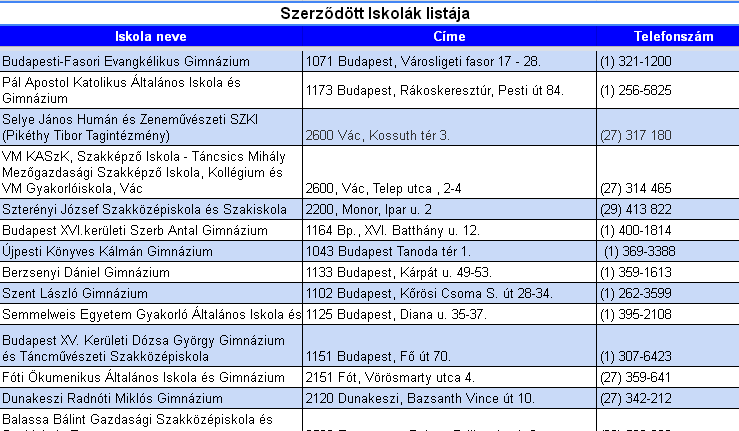 Szerződött Iskolák listája
Iskola neve Címe Telefonszám
Budapesti-Fasori Evangkélikus Gimnázium 1071 Budapest, Városligeti fasor 17 - 28. (1) 321-1200
Pál Apostol Katolikus Általános Iskola és
Gimnázium 1173 Budapest, Rákoskeresztúr, Pesti út 84. (1) 256-5825
Selye János Humán és Zeneművészeti SZKI
(Pikéthy Tibor Tagintézmény) 2600 Vác, Kossuth tér 3. (27) 317 180
VM KASzK, Szakképző Iskola - Táncsics Mihály
Mezőgazdasági Szakképző Iskola, Kollégium és
VM Gyakorlóiskola, Vác 2600, Vác, Telep utca , 2-4 (27) 314 465
Szterényi József Szakközépiskola és Szakiskola 2200, Monor, Ipar u. 2 (29) 413 822
Budapest XVI.kerületi Szerb Antal Gimnázium 1164 Bp., XVI. Batthány u. 12. (1) 400-1814
Újpesti Könyves Kálmán Gimnázium 1043 Budapest Tanoda tér 1. (1) 369-3388
Berzsenyi Dániel Gimnázium 1133 Budapest, Kárpát u. 49-53. (1) 359-1613
Szent László Gimnázium 1102 Budapest, Kőrösi Csoma S. út 28-34. (1) 262-3599
Semmelweis Egyetem Gyakorló Általános Iskola és 1125 Budapest, Diana u. 35-37. (1) 395-2108
Budapest XV. Kerületi Dózsa György Gimnázium
és Táncművészeti Szakközépiskola 1151 Budapest, Fő út 70. (1) 307-6423
Fóti Ökumenikus Általános Iskola és Gimnázium 2151 Fót, Vörösmarty utca 4. (27) 359-641
Dunakeszi Radnóti Miklós Gimnázium 2120 Dunakeszi, Bazsanth Vince út 10. (27) 342-212
Balassa Bálint Gazdasági Szakközépiskola és